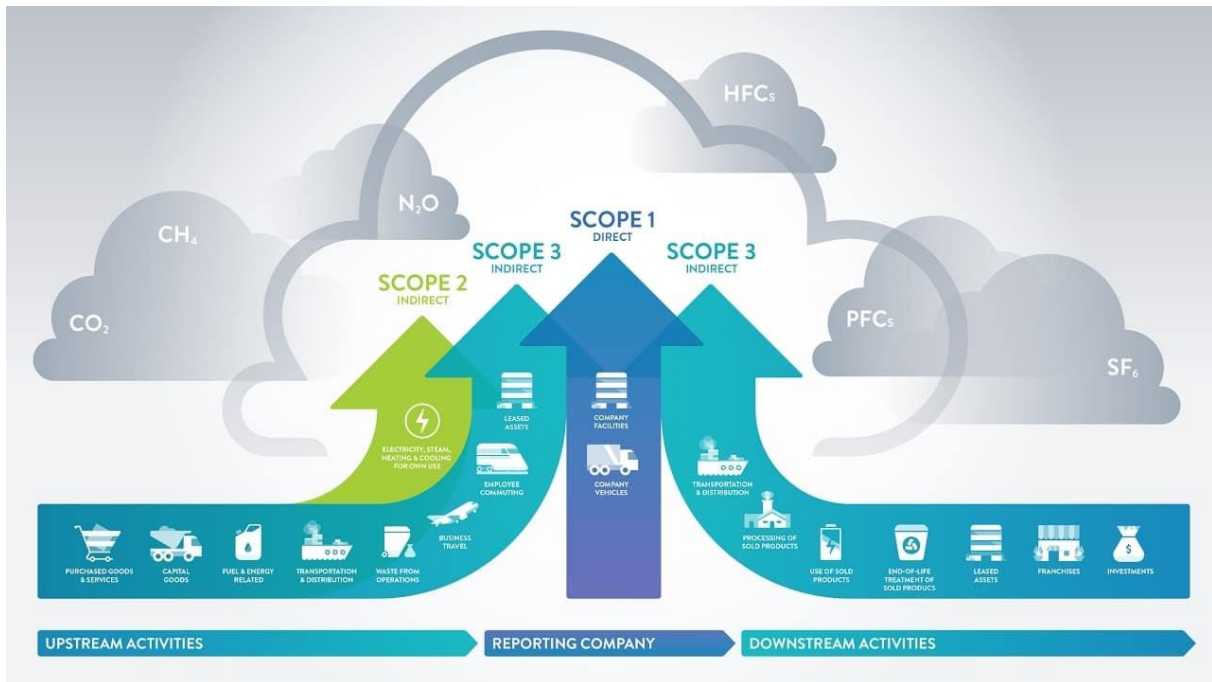 HFCs
N₂O
CH₄
CO₂
PFCs
SF₆
SCOPE 1
DIRECT
SCOPE 3
INDIRECT
SCOPE 3
INDIRECT
SCOPE 2
INDIRECT
ELECTRICITY, STEAM,
HEATING & COOLING
FOR OWN USE
LEASED
ASSETS
EMPLOYEE
COMMUTING
BUSINESS
TRAVEL
COMPANY
FACILITIES
COMPANY
VEHICLES
TRANSPORTATION
& DISTRIBUTION
PROCESSING OF
SOLD PRODUCTS
PURCHASED GOODS
& SERVICES
CAPITAL
GOODS
FUEL & ENERGY
RELATED
TRANSPORTATION
& DISTRIBUTION
WASTE FROM
OPERATIONS
USE OF SOLD
PRODUCTS
END-OF-LIFE
TREATMENT OF
SOLD PRODUCS
LEASED
ASSETS
FRANCHISES
$
INVESTMENTS
UPSTREAM ACTIVITIES
REPORTING COMPANY
DOWNSTREAM ACTIVITIES